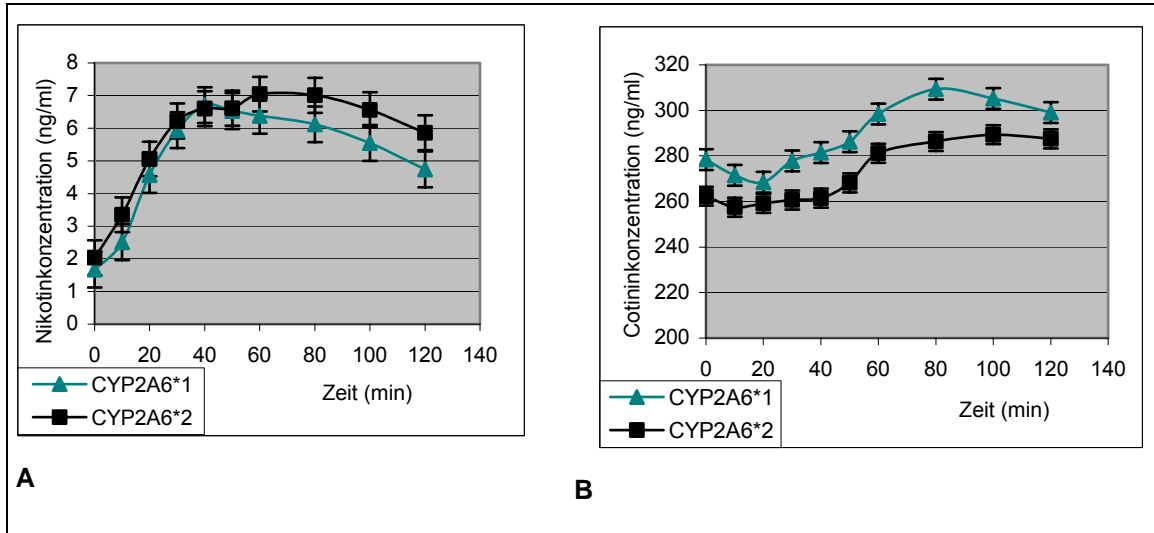 Nikotinkonzentration (ng/ml)
8
7
6
5
4
3
2
1
0
0 20 40 60 80 100 120 140
Zeit (min)
CYP2A6*1
CYP2A6*2
A
Cotininkonzentration (ng/ml)
320
300
280
260
240
220
200
0 20 40 60 80 100 120 140
Zeit (min)
CYP2A6*1
CYP2A6*2
B